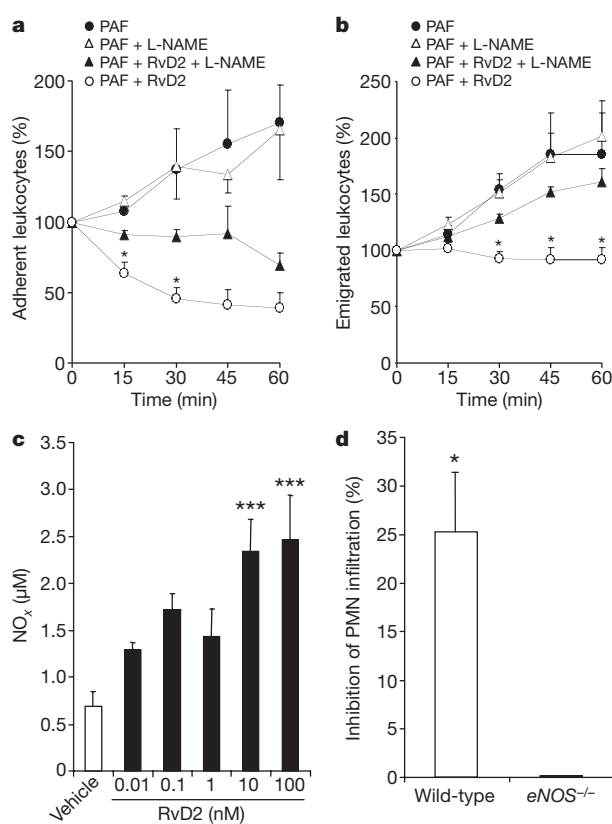 a
PAF
PAF + L-NAME
PAF + RvD2 + L-NAME
PAF + RvD2
Adherent leukocytes (%)
200
150
100
50
0
* *
0 15 30 45 60
Time (min)
b
PAF
PAF + L-NAME
PAF + RvD2 + L-NAME
PAF + RvD2
Emigrated leukocytes (%)
250
200
150
100
50
0
* * *
0 15 30 45 60
Time (min)
c
NOx (µM)
3.5
3.0
2.5
2.0
1.5
1.0
0.5
0
*** ***
Vehicle 0.01 0.1 1 10 100
RvD2 (nM)
d
Inhibition of PMN infiltration (%)
35
30
25
20
15
10
5
0
*
Wild-type eNOS–/–